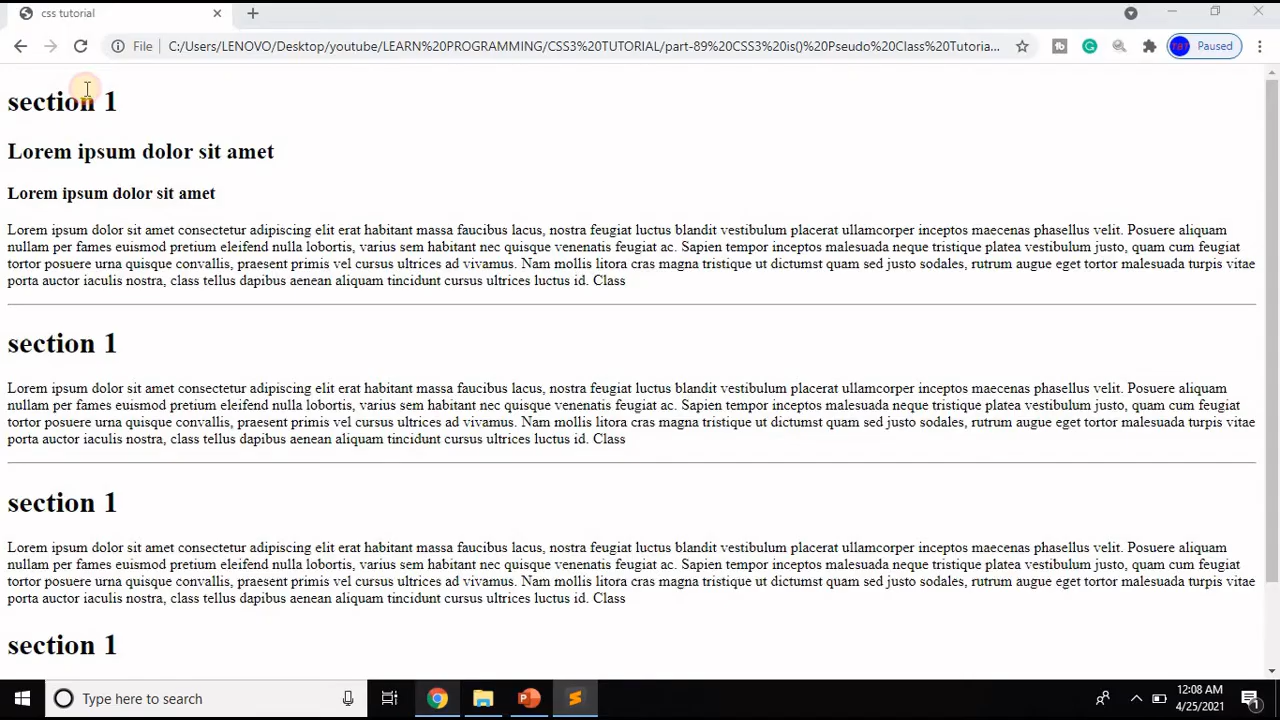 css tutorial
File
C:/Users/LENOVO/Desktop/youtube/LEARN%20PROGRAMMING/CSS3%20TUTORIAL/part-89%20CSS3%20is()%20Pseudo%20Class%20Tutoria...
Paused
section 1
Lorem ipsum dolor sit amet
Lorem ipsum dolor sit amet
Lorem ipsum dolor sit amet consectetur adipiscing elit erat habitant massa faucibus lacus, nostra feugiat luctus blandit vestibulum placerat ullamcorper inceptos maecenas phasellus velit. Posuere aliquam
nullam per fames euismod pretium eleifend nulla lobortis, varius sem habitant nec quisque venenatis feugiat ac. Sapien tempor inceptos malesuada neque tristique platea vestibulum justo, quam cum feugiat
tortor posuere urna quisque convallis, praesent primis vel cursus ultrices ad vivamus. Nam mollis litora cras magna tristique ut dictumst quam sed justo sodales, rutrum augue eget tortor malesuada turpis vitae
porta auctor iaculis nostra, class tellus dapibus aenean aliquam tincidunt cursus ultrices luctus id. Class
section 1
Lorem ipsum dolor sit amet consectetur adipiscing elit erat habitant massa faucibus lacus, nostra feugiat luctus blandit vestibulum placerat ullamcorper inceptos maecenas phasellus velit. Posuere aliquam
nullam per fames euismod pretium eleifend nulla lobortis, varius sem habitant nec quisque venenatis feugiat ac. Sapien tempor inceptos malesuada neque tristique platea vestibulum justo, quam cum feugiat
tortor posuere urna quisque convallis, praesent primis vel cursus ultrices ad vivamus. Nam mollis litora cras magna tristique ut dictumst quam sed justo sodales, rutrum augue eget tortor malesuada turpis vitae
porta auctor iaculis nostra, class tellus dapibus aenean aliquam tincidunt cursus ultrices luctus id. Class
section 1
Lorem ipsum dolor sit amet consectetur adipiscing elit erat habitant massa faucibus lacus, nostra feugiat luctus blandit vestibulum placerat ullamcorper inceptos maecenas phasellus velit. Posuere aliquam
nullam per fames euismod pretium eleifend nulla lobortis, varius sem habitant nec quisque venenatis feugiat ac. Sapien tempor inceptos malesuada neque tristique platea vestibulum justo, quam cum feugiat
tortor posuere urna quisque convallis, praesent primis vel cursus ultrices ad vivamus. Nam mollis litora cras magna tristique ut dictumst quam sed justo sodales, rutrum augue eget tortor malesuada turpis vitae
porta auctor iaculis nostra, class tellus dapibus aenean aliquam tincidunt cursus ultrices luctus id. Class
section 1
Type here to search
12:08 AM
4/25/2021
1